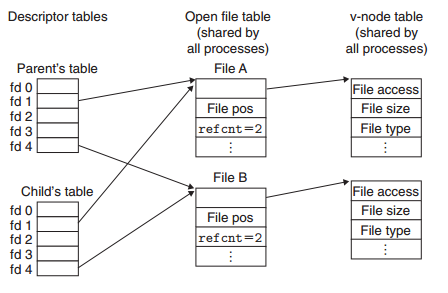 Descriptor tables
Open file table
(shared by
all processes)
v-node table
(shared by
all processes)
Parent's table
fd 0
fd 1
fd 2
fd 3
fd 4
File A
File pos
refcnt=2
⋮
File access
File size
File type
⋮
Child's table
fd 0
fd 1
fd 2
fd 3
fd 4
File B
File pos
refcnt=2
⋮
File access
File size
File type
⋮